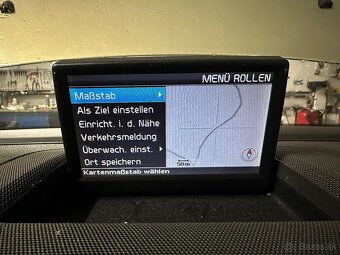 MENÜ ROLLEN
Maßstab
Als Ziel einstellen
Einricht. i. d. Nähe
Verkehrsmeldung
Überwach. einst.
Ort speichern
50m
Kartenmaßstab wählen